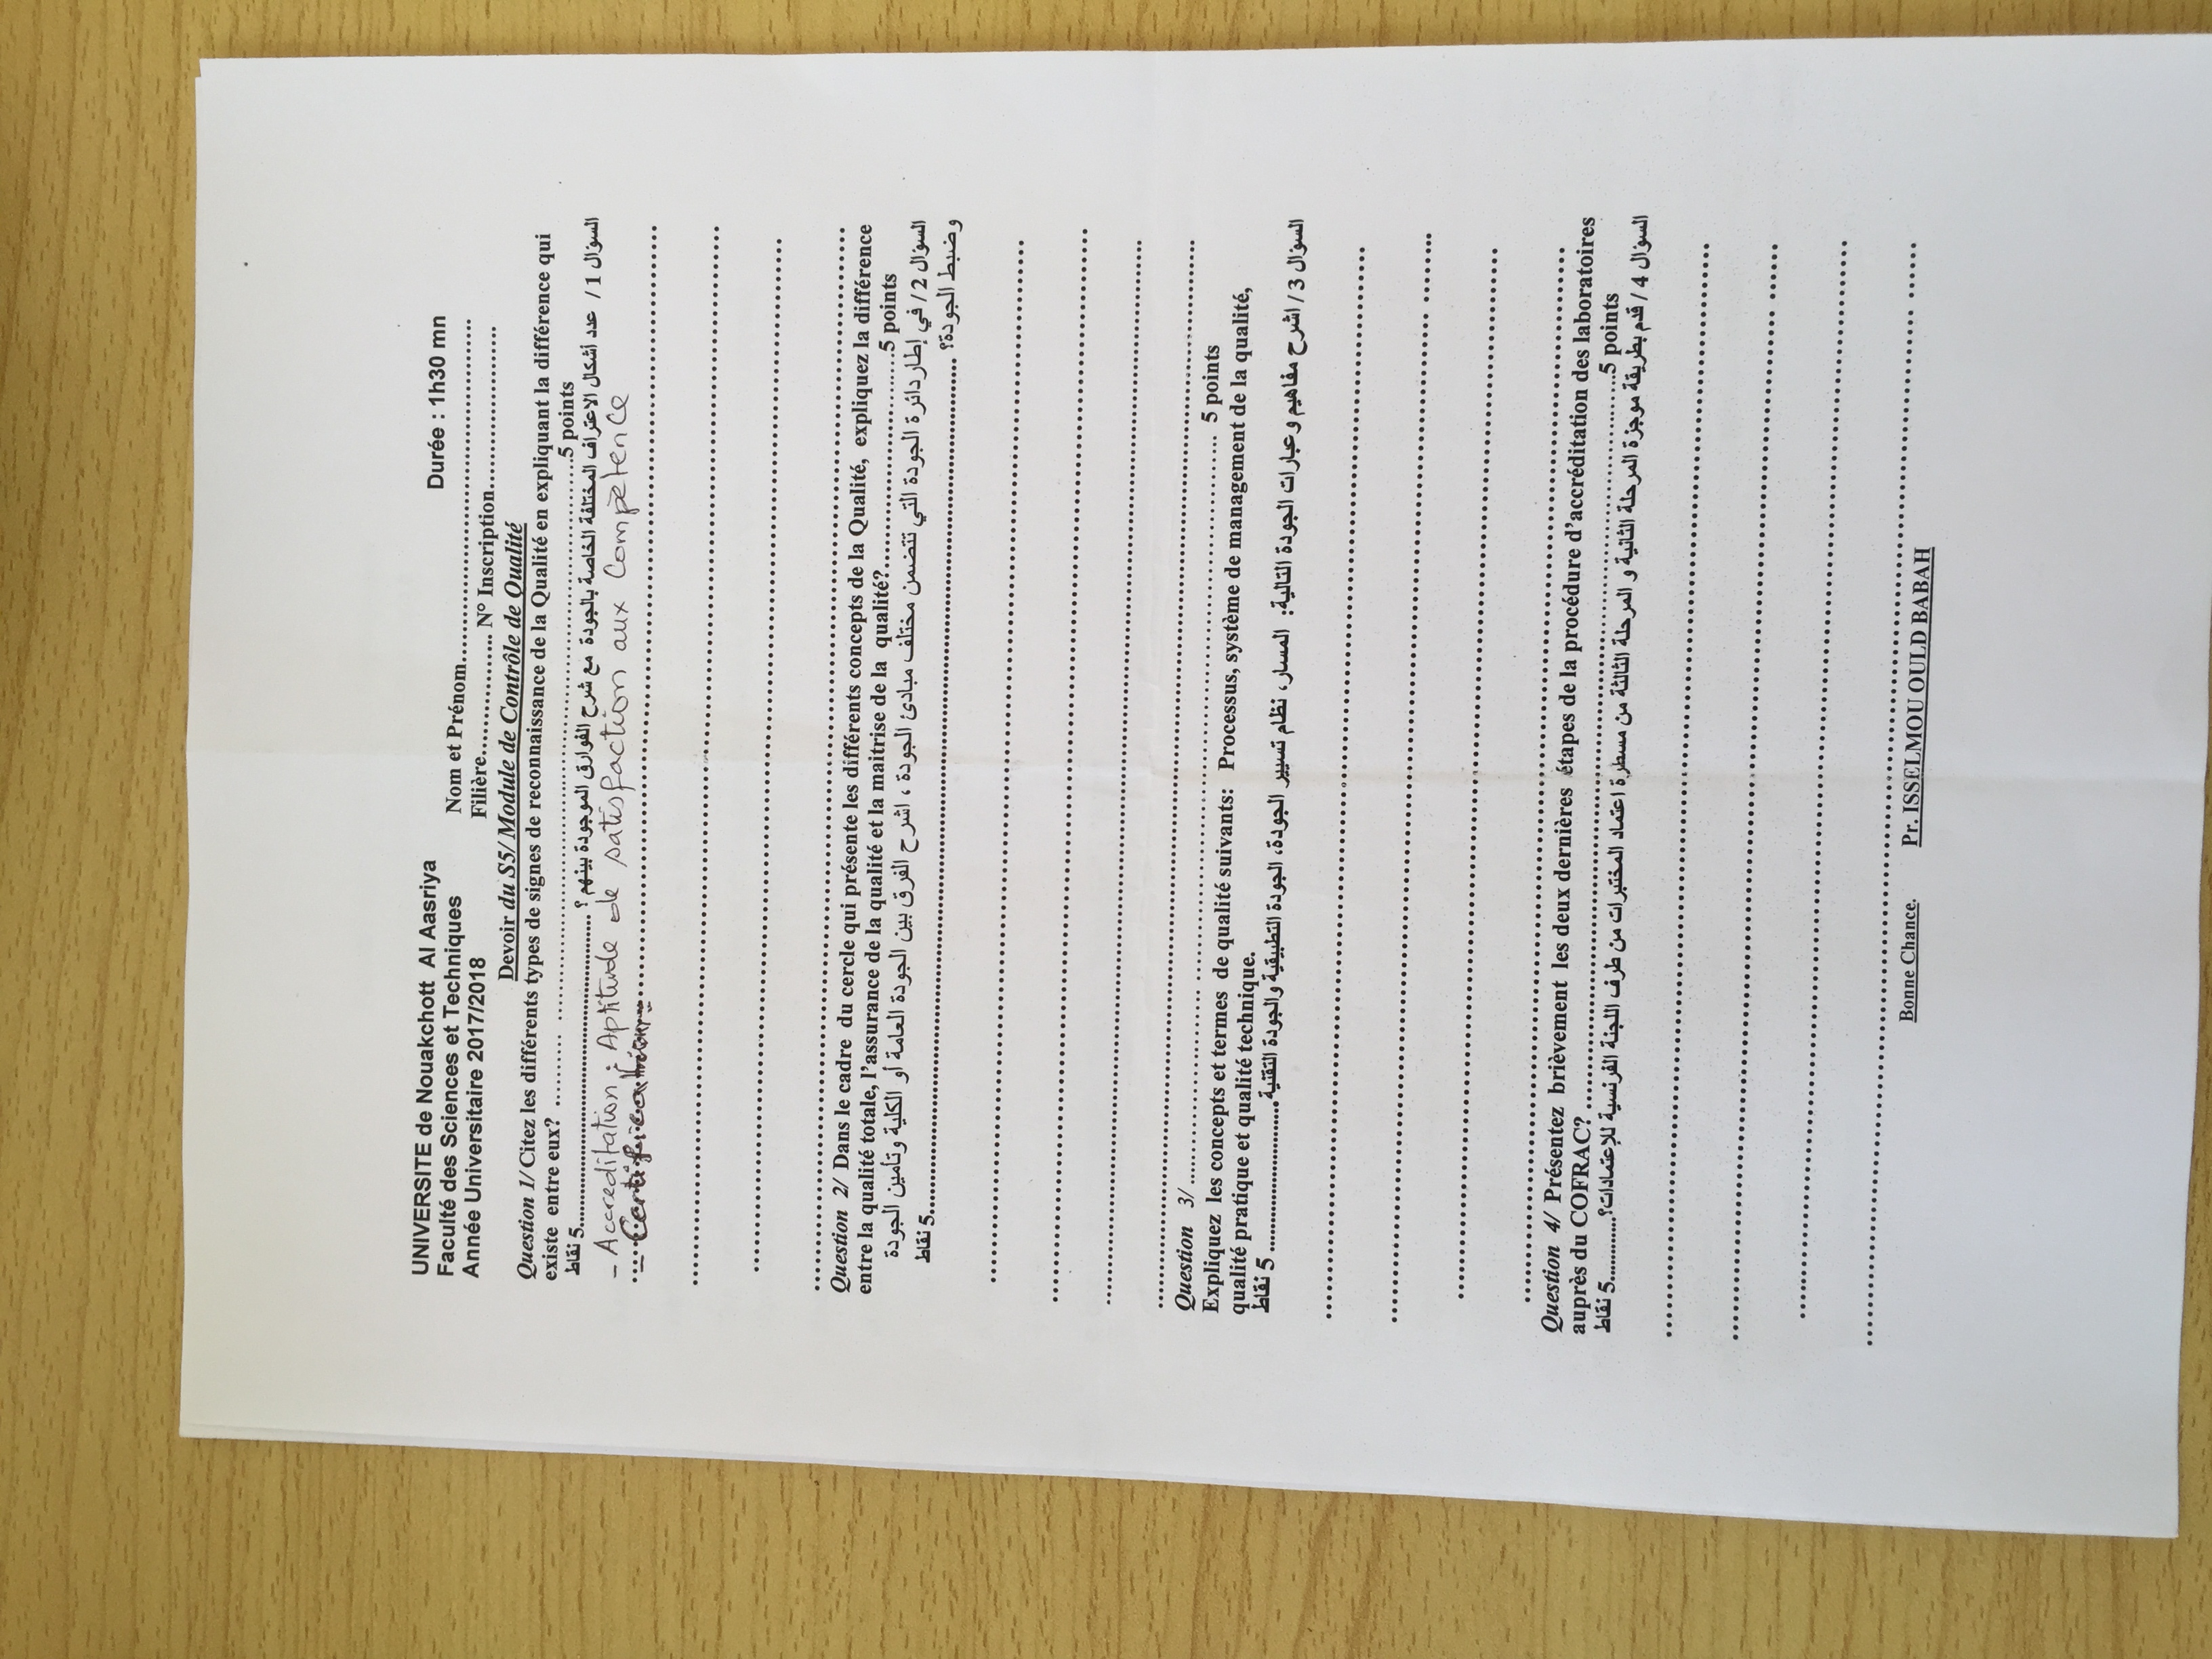 UNIVERSITE de Nouakchott Al Aasriya
Faculté des Sciences et Techniques
Année Universitaire 2017/2018
Durée : 1h30 mn
Nom et Prénom..........................................
Filière................. N° Inscription......................
Devoir du S5/ Module de Contrôle de Qualité
Question 1/ Citez les différents types de signes de reconnaissance de la Qualité en expliquant la différence qui
existe entre eux? .......... ..........................................................5 points
السؤال 1 / عدد أشكال الاعتراف المختلفة الخاصة بالجودة مع شرح الفوارق الموجودة بينهم ؟ ..........................................5 نقاط
- Accreditation : Aptitude de satisfaction aux Compètence
- Certification :
Question 2/ Dans le cadre du cercle qui présente les différents concepts de la Qualité, expliquez la différence
entre la qualité totale, l'assurance de la qualité et la maitrise de la qualité?..............................5 points
السؤال 2 / في إطار دائرة الجودة التي تتضمن مختلف مبادئ الجودة ، اشرح الفرق بين الجودة العامة أو الكلية وتأمين الجودة
وضبط الجودة؟ ..........................................5 نقاط
Question 3/ ............................ .......................................................... 5 points
Expliquez les concepts et termes de qualité suivants: Processus, système de management de la qualité,
qualité pratique et qualité technique.
السؤال 3 / اشرح مفاهيم وعبارات الجودة التالية: المسار، نظام تسيير الجودة، الجودة التطبيقية والجودة التقنية......................... 5 نقاط
Question 4/ Présentez brièvement les deux dernières étapes de la procédure d'accréditation des laboratoires
auprès du COFRAC? ..........................................................5 points
السؤال 4 / قدم بطريقة موجزة المرحلة الثانية و المرحلة الثالثة من مسطرة اعتماد المختبرات من طرف اللجنة الفرنسية للإعتمادات؟............5 نقاط
Bonne Chance. Pr. ISSELMOU OULD BABAH